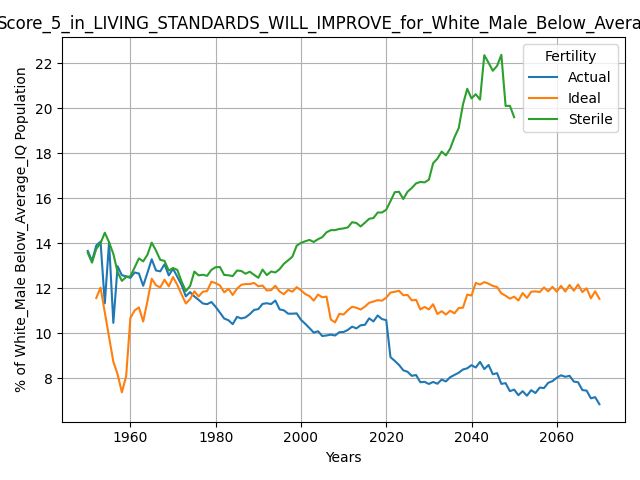 Score_5_in_LIVING_STANDARDS_WILL_IMPROVE_for_White_Male_Below_Avera
Fertility
Actual
Ideal
Sterile
22
20
18
16
14
12
10
8
% of White_Male Below_Average_IQ Population
1960
1980
2000
2020
2040
2060
Years